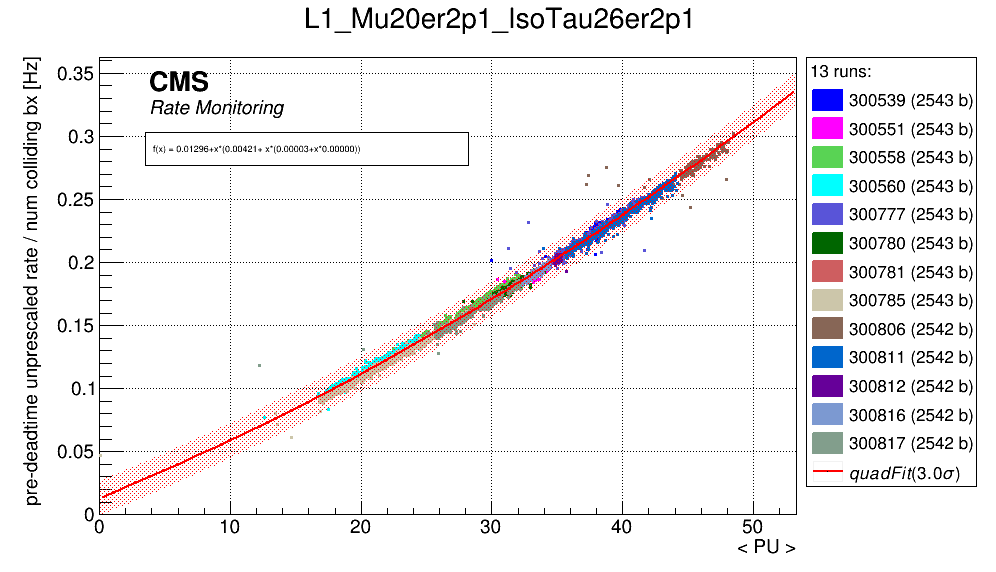 L1_Mu20er2p1_IsoTau26er2p1
pre-deadtime unprescaled rate / num colliding bx [Hz]
0.35
0.3
0.25
0.2
0.15
0.1
0.05
0
CMS
Rate Monitoring
f(x) = 0.01296+x*(0.00421+ x*(0.00003+x*0.00000))
0 10 20 30 40 50
< PU >
13 runs:
300539 (2543 b)
300551 (2543 b)
300558 (2543 b)
300560 (2543 b)
300777 (2543 b)
300780 (2543 b)
300781 (2543 b)
300785 (2543 b)
300806 (2542 b)
300811 (2542 b)
300812 (2542 b)
300816 (2542 b)
300817 (2542 b)
quadFit(3.0σ)